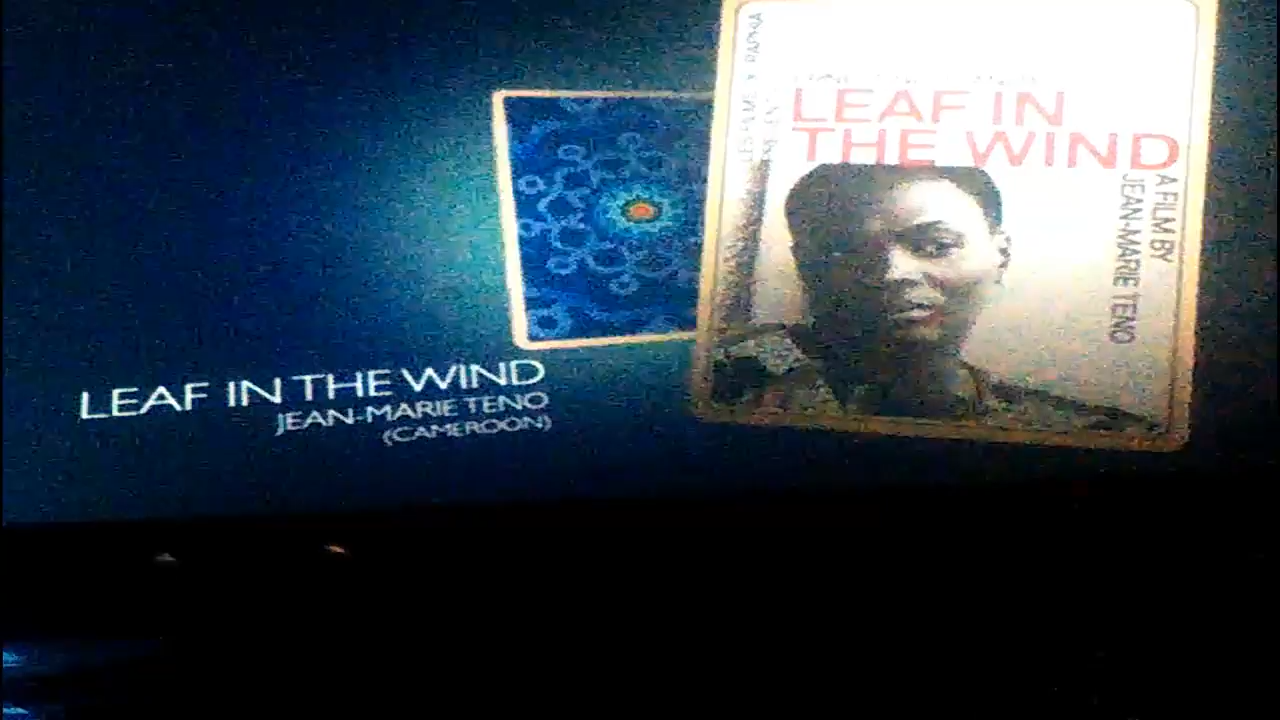 LEAF IN THE WIND
JEAN-MARIE TENO
(CAMEROON)
LEAF IN
THE WIND
A FILM BY
JEAN-MARIE TENO